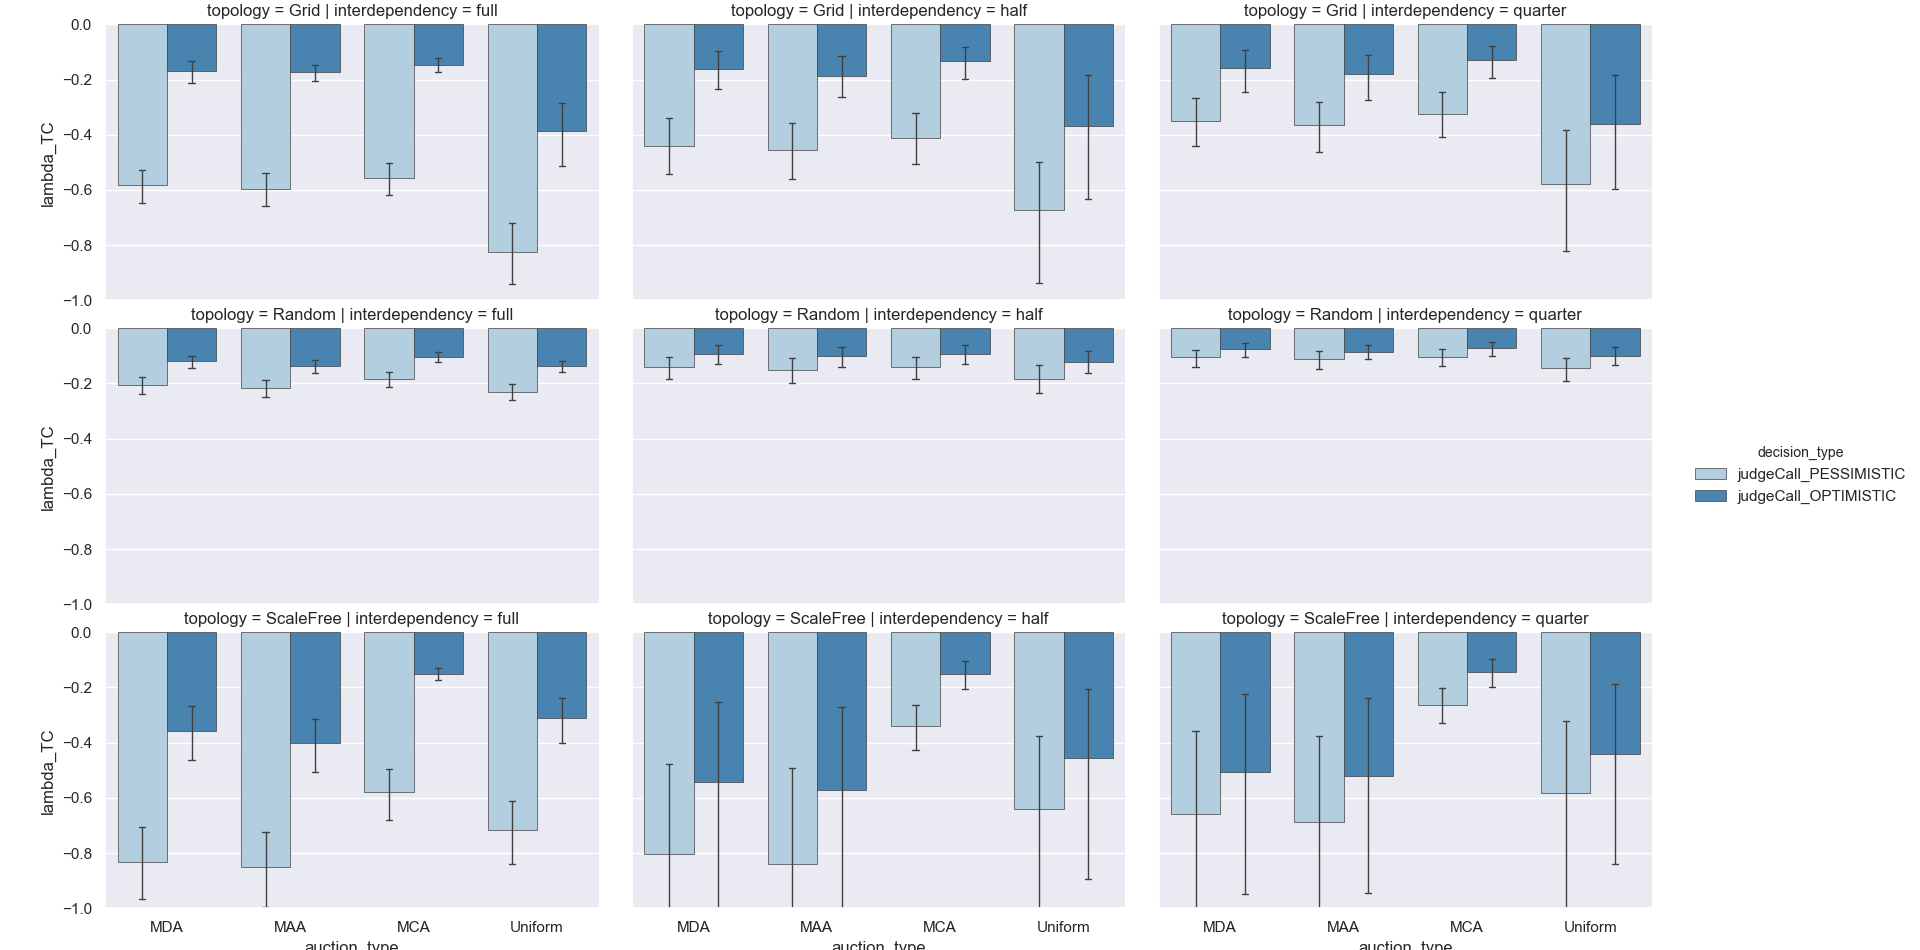 topology = Grid | interdependency = full
topology = Grid | interdependency = half
topology = Grid | interdependency = quarter
0.0
−0.2
−0.4
−0.6
−0.8
−1.0
lambda_TC
topology = Random | interdependency = full
topology = Random | interdependency = half
topology = Random | interdependency = quarter
0.0
−0.2
−0.4
−0.6
−0.8
−1.0
lambda_TC
decision_type
judgeCall_PESSIMISTIC
judgeCall_OPTIMISTIC
topology = ScaleFree | interdependency = full
topology = ScaleFree | interdependency = half
topology = ScaleFree | interdependency = quarter
0.0
−0.2
−0.4
−0.6
−0.8
−1.0
lambda_TC
MDA MAA MCA Uniform
MDA MAA MCA Uniform
MDA MAA MCA Uniform
auction_type
auction_type
auction_type